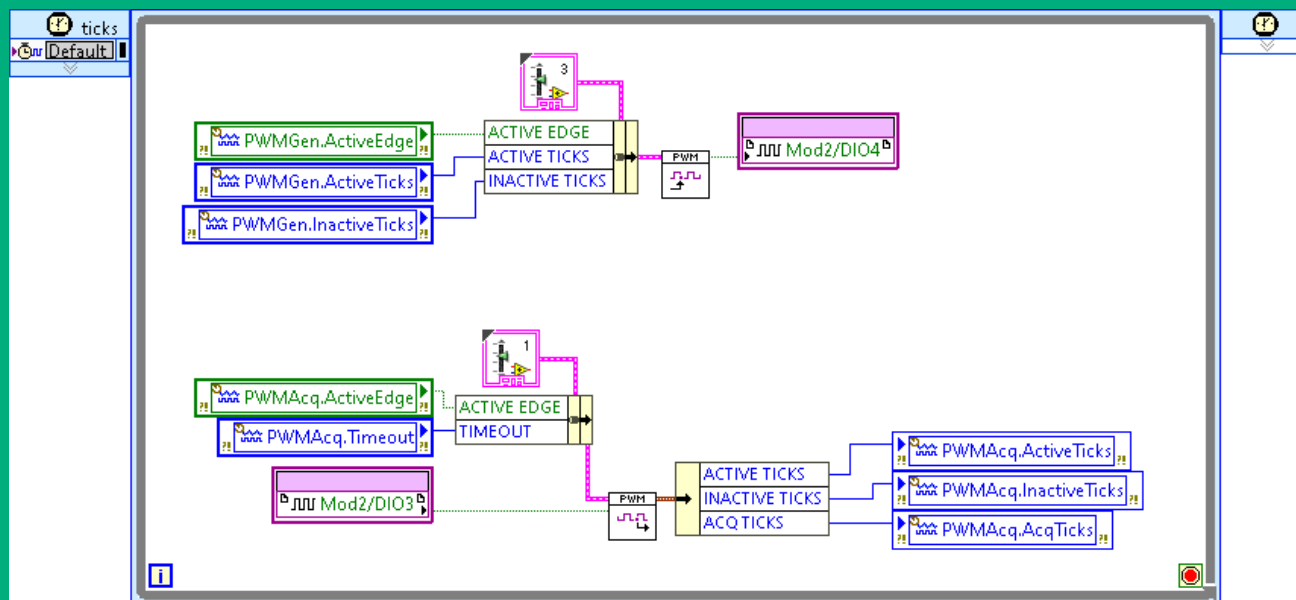 ticks
Default
3
PWMGen.ActiveEdge
ACTIVE EDGE
PWMGen.ActiveTicks
ACTIVE TICKS
PWMGen.InactiveTicks
INACTIVE TICKS
PWM
Mod2/DIO4
1
PWMAcq.ActiveEdge
ACTIVE EDGE
PWMAcq.Timeout
TIMEOUT
Mod2/DIO3
PWM
ACTIVE TICKS
INACTIVE TICKS
ACQ TICKS
PWMAcq.ActiveTicks
PWMAcq.InactiveTicks
PWMAcq.AcqTicks
i